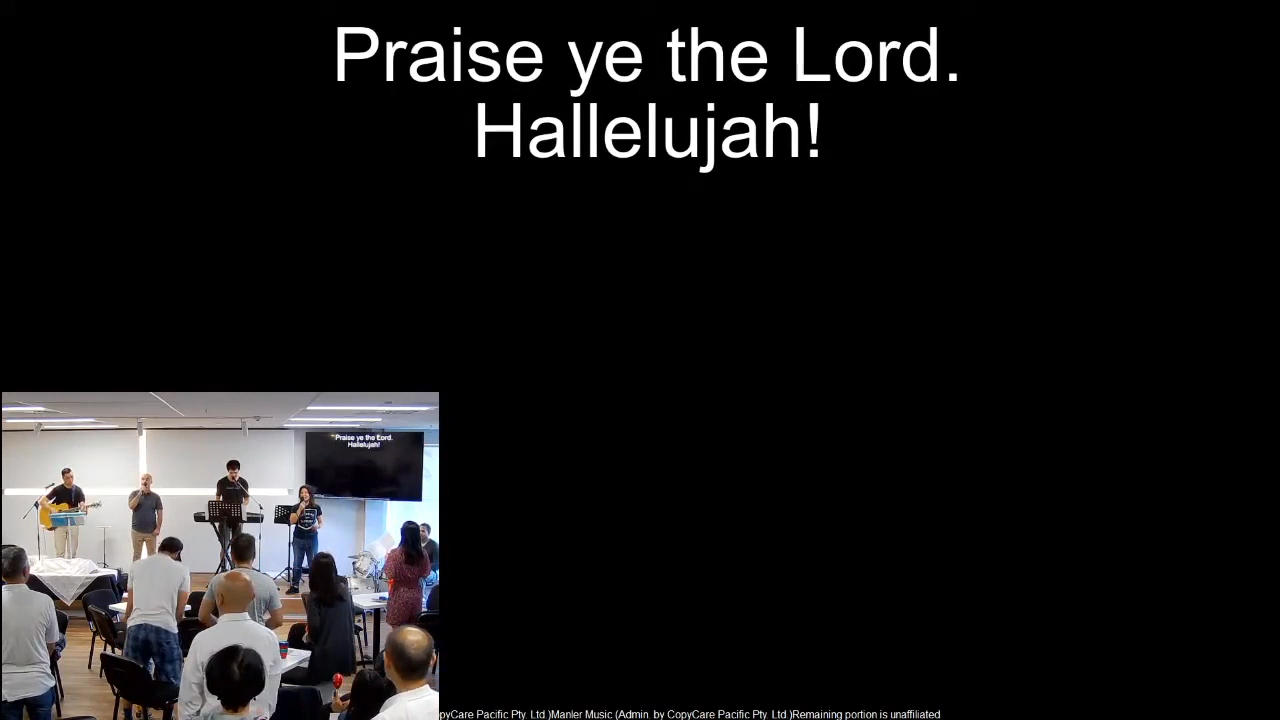 Praise ye the Lord.
Hallelujah!
Praise ye the Lord.
Hallelujah!
pyCare Pacific Pty. Ltd.)Manler Music (Admin. by CopyCare Pacific Pty. Ltd.)Remaining portion is unaffiliated